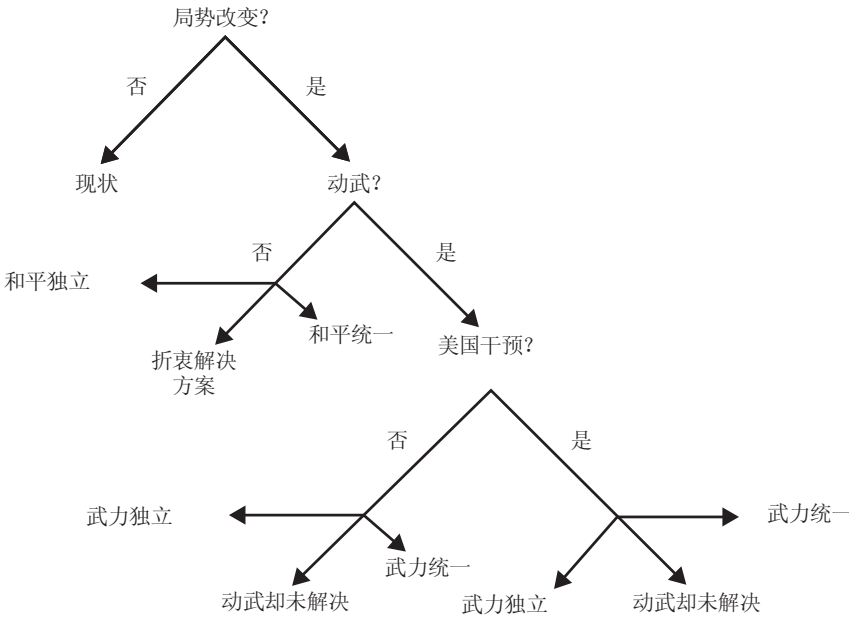 局势改变?
否
是
现状
动武?
否
是
和平独立
和平统一
折衷解决
方案
美国干预?
否
是
武力独立
武力统一
武力统一
动武却未解决
武力独立
动武却未解决